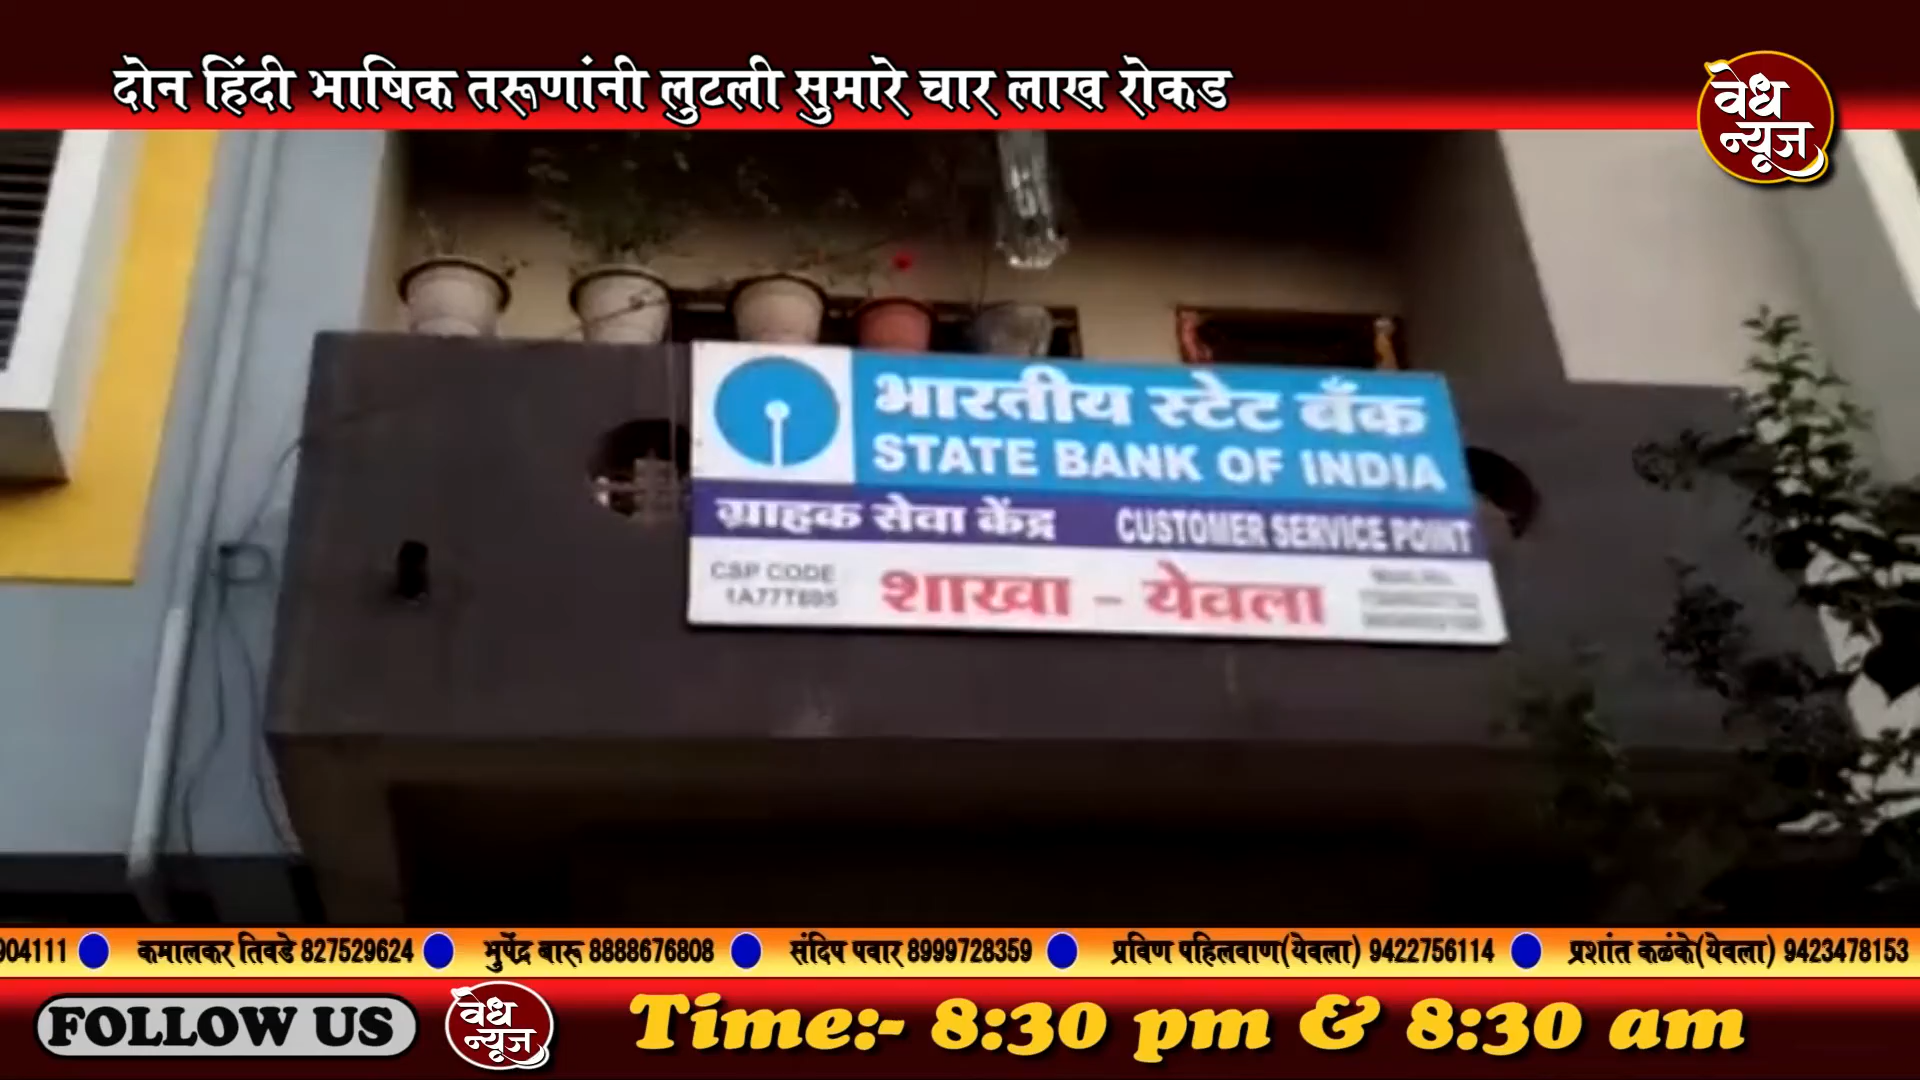 दोन हिंदी भाषिक तरूणांनी लुटली सुमारे चार लाख रोकड
वेध
न्यूज
भारतीय स्टेट बँक
STATE BANK OF INDIA
ग्राहक सेवा केंद्र CUSTOMER SERVICE POINT
CSP CODE
शाखा - येवला
904111 कमालकर तिवडे 827529624 भुपेंद्र बारू 8888676808 संदिप पवार 8999728359 प्रविण पहिलवाण(येवला) 9422756114 प्रशांत कळंके(येवला) 9423478153
FOLLOW US वेध न्यूज Time:- 8:30 pm & 8:30 am